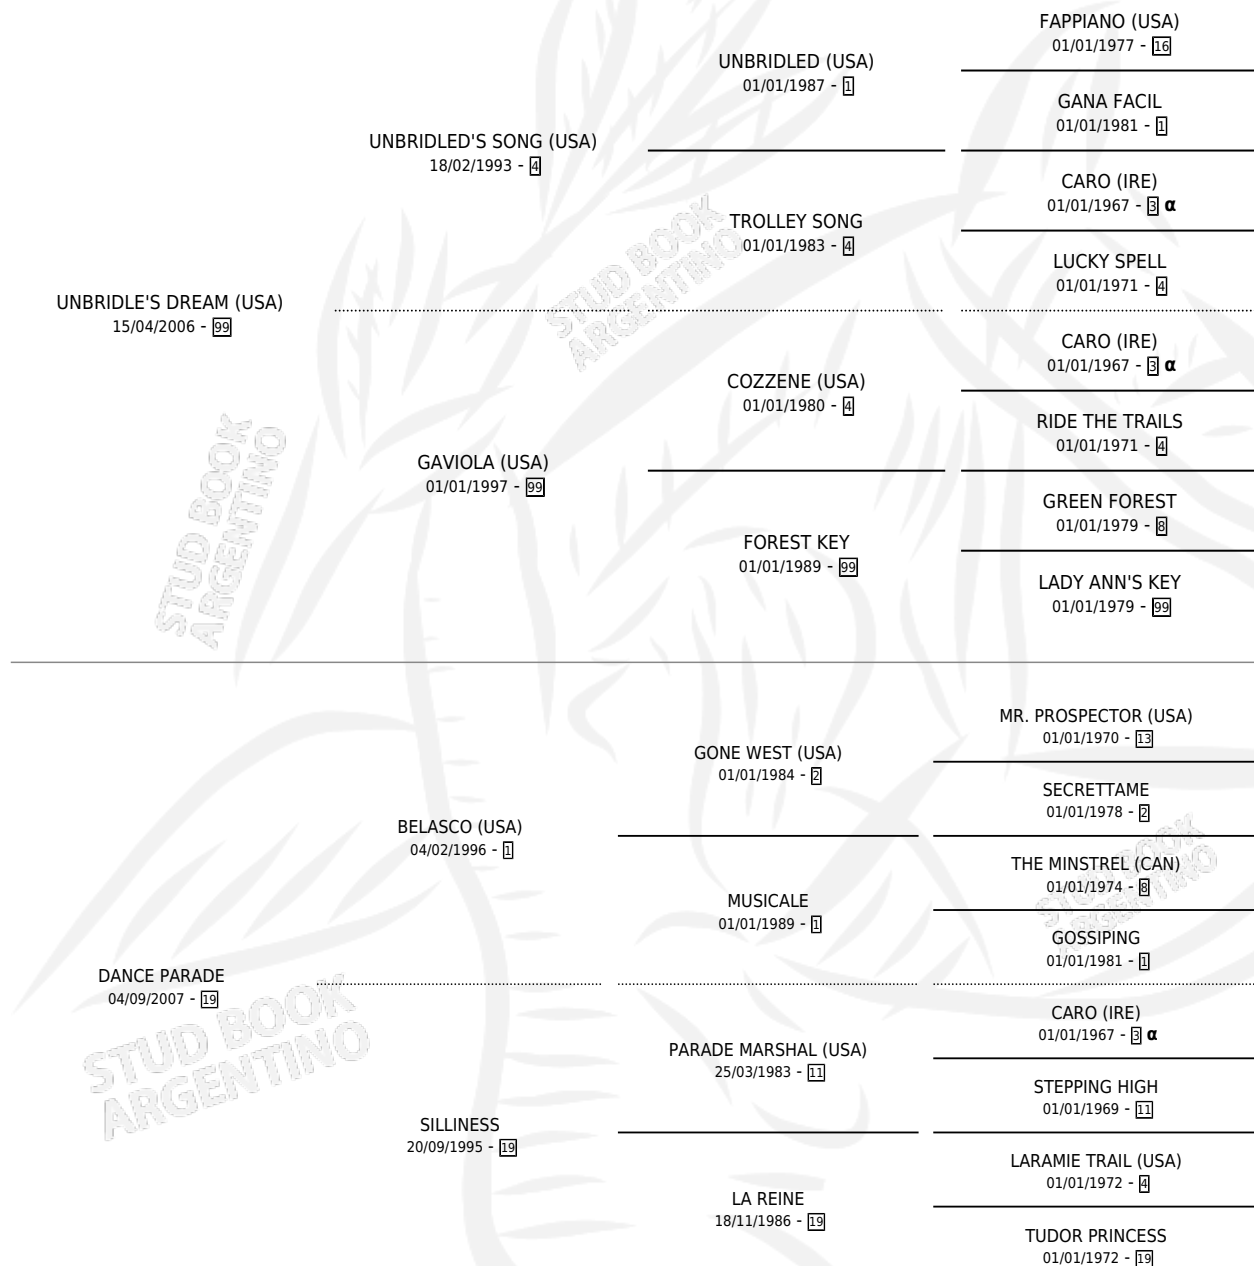 FAPPIANO (USA)
01/01/1977 - 16
UNBRIDLED (USA)
01/01/1987 - 1
GANA FACIL
01/01/1981 - 1
UNBRIDLED'S SONG (USA)
18/02/1993 - 4
CARO (IRE)
01/01/1967 - 3 α
TROLLEY SONG
01/01/1983 - 4
LUCKY SPELL
01/01/1971 - 4
UNBRIDLE'S DREAM (USA)
15/04/2006 - 99
CARO (IRE)
01/01/1967 - 3 α
COZZENE (USA)
01/01/1980 - 4
RIDE THE TRAILS
01/01/1971 - 4
GAVIOLA (USA)
01/01/1997 - 99
GREEN FOREST
01/01/1979 - 8
FOREST KEY
01/01/1989 - 99
LADY ANN'S KEY
01/01/1979 - 99
MR. PROSPECTOR (USA)
01/01/1970 - 13
GONE WEST (USA)
01/01/1984 - 2
SECRETTAME
01/01/1978 - 2
BELASCO (USA)
04/02/1996 - 1
THE MINSTREL (CAN)
01/01/1974 - 8
MUSICALE
01/01/1989 - 1
GOSSIPING
01/01/1981 - 1
DANCE PARADE
04/09/2007 - 19
CARO (IRE)
01/01/1967 - 3 α
PARADE MARSHAL (USA)
25/03/1983 - 11
STEPPING HIGH
01/01/1969 - 11
SILLINESS
20/09/1995 - 19
LARAMIE TRAIL (USA)
01/01/1972 - 4
LA REINE
18/11/1986 - 19
TUDOR PRINCESS
01/01/1972 - 19
STUD BOOK
ARGENTINO
STUD BOOK
ARGENTINO
STUD BOOK
ARGENTINO
STUD BOOK
ARGENTINO